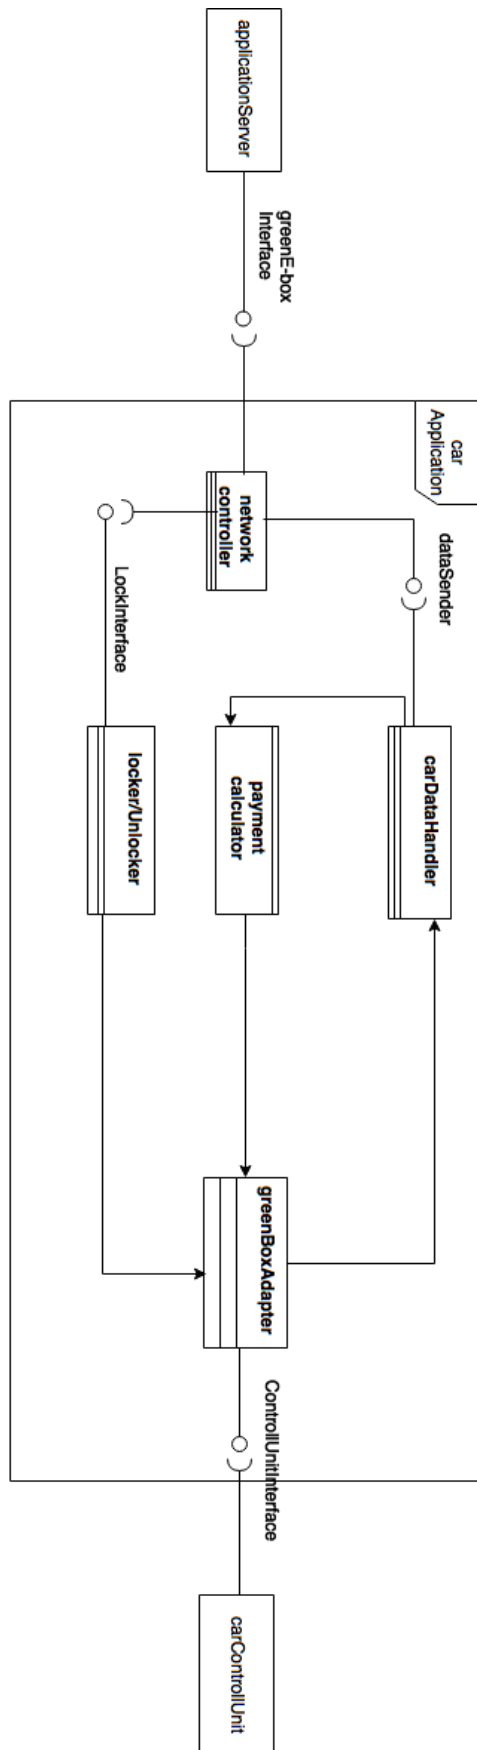 car
Application
dataSender
carDataHandler
applicationServer
greenE-box
Interface
network
controller
payment
calculator
greenBoxAdapter
ControllUnitInterface
carControllUnit
LockInterface
locker/Unlocker